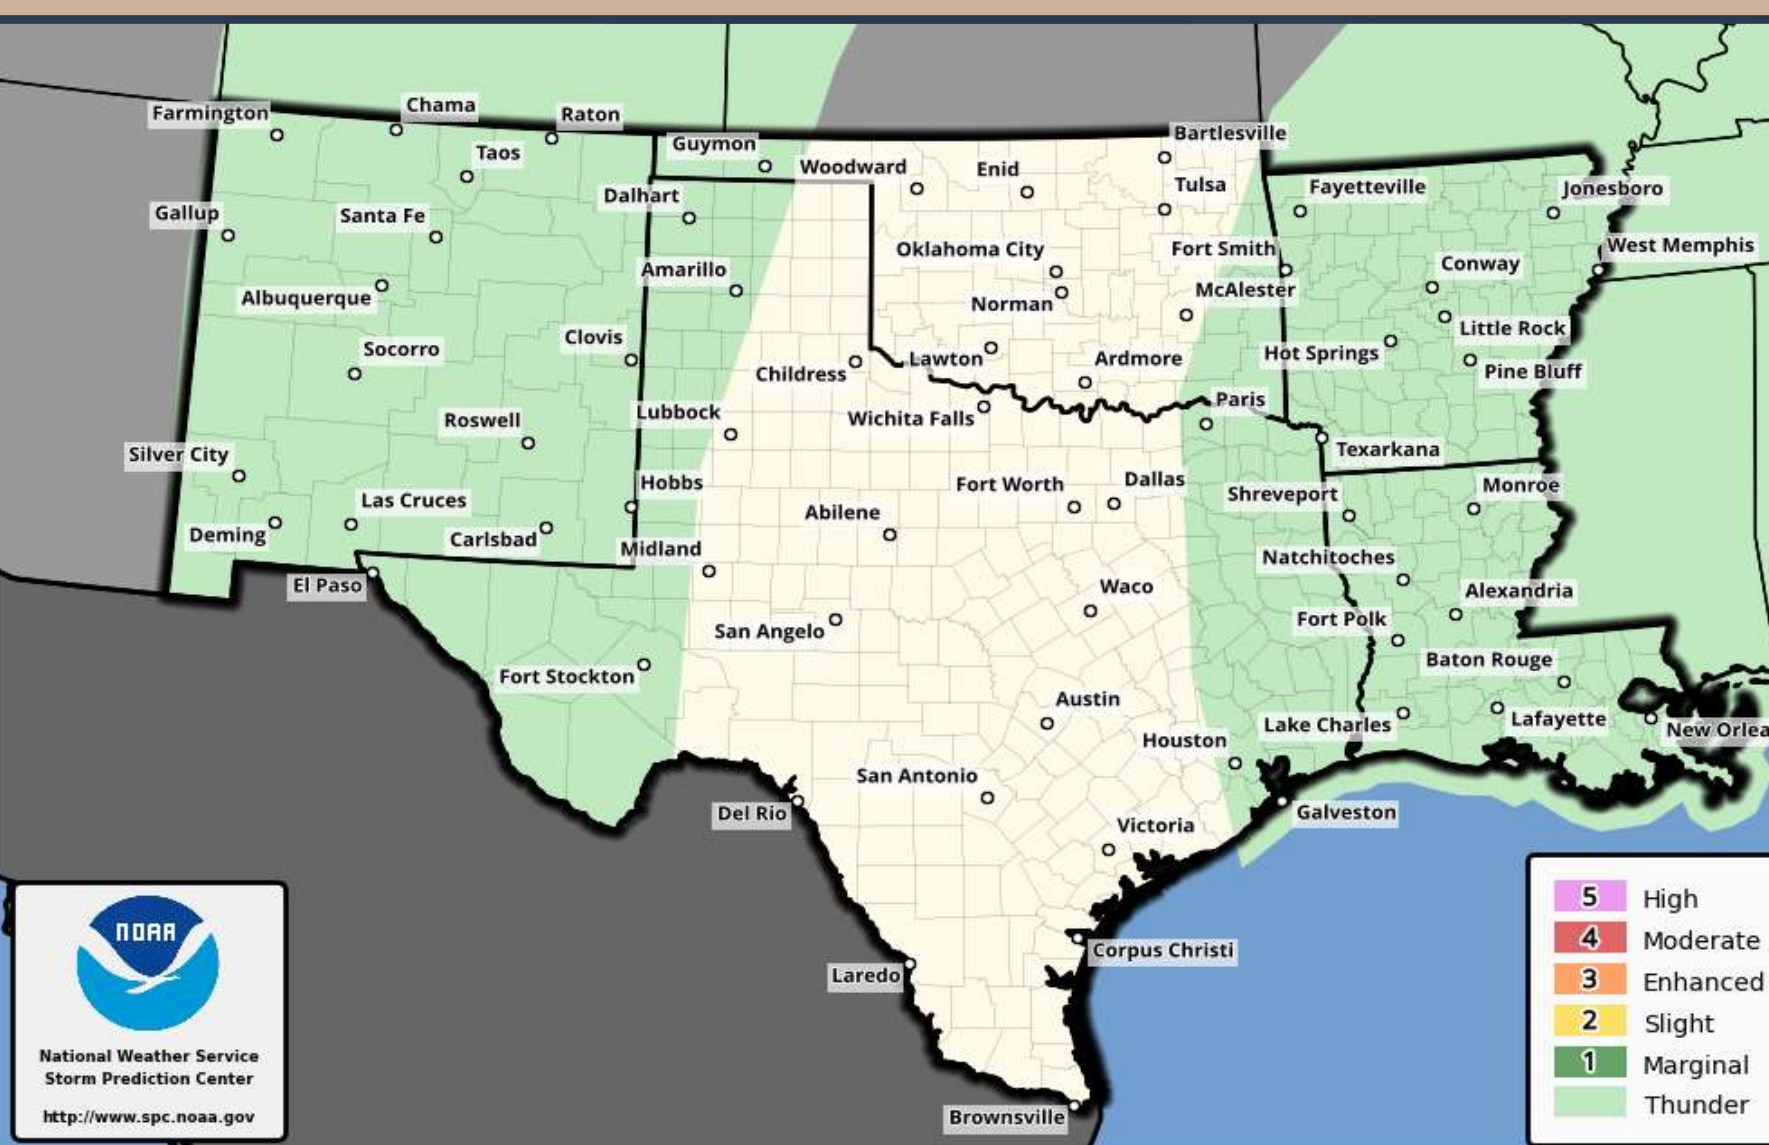 Farmington
Chama
Raton
Taos
Guymon
Woodward
Enid
Bartlesville
Tulsa
Fayetteville
Jonesboro
Gallup
Santa Fe
Dalhart
Oklahoma City
Fort Smith
West Memphis
Albuquerque
Amarillo
Norman
McAlester
Conway
Little Rock
Socorro
Clovis
Childress
Lawton
Ardmore
Hot Springs
Pine Bluff
Roswell
Lubbock
Wichita Falls
Paris
Texarkana
Silver City
Las Cruces
Hobbs
Abilene
Fort Worth
Dallas
Shreveport
Monroe
Deming
Carlsbad
Midland
Natchitoches
El Paso
San Angelo
Waco
Alexandria
Fort Polk
Fort Stockton
Baton Rouge
Austin
Lake Charles
Lafayette
New Orlea
Houston
San Antonio
Del Rio
Victoria
Galveston
Corpus Christi
Laredo
Brownsville
NOAA
National Weather Service
Storm Prediction Center
http://www.spc.noaa.gov
5 High
4 Moderate
3 Enhanced
2 Slight
1 Marginal
Thunder